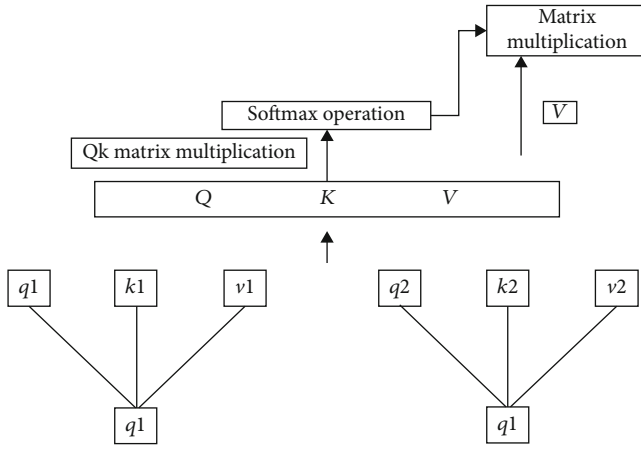 Matrix
multiplication
Softmax operation
V
Qk matrix multiplication
Q K V
q1 k1 v1 q2 k2 v2
q1 q1